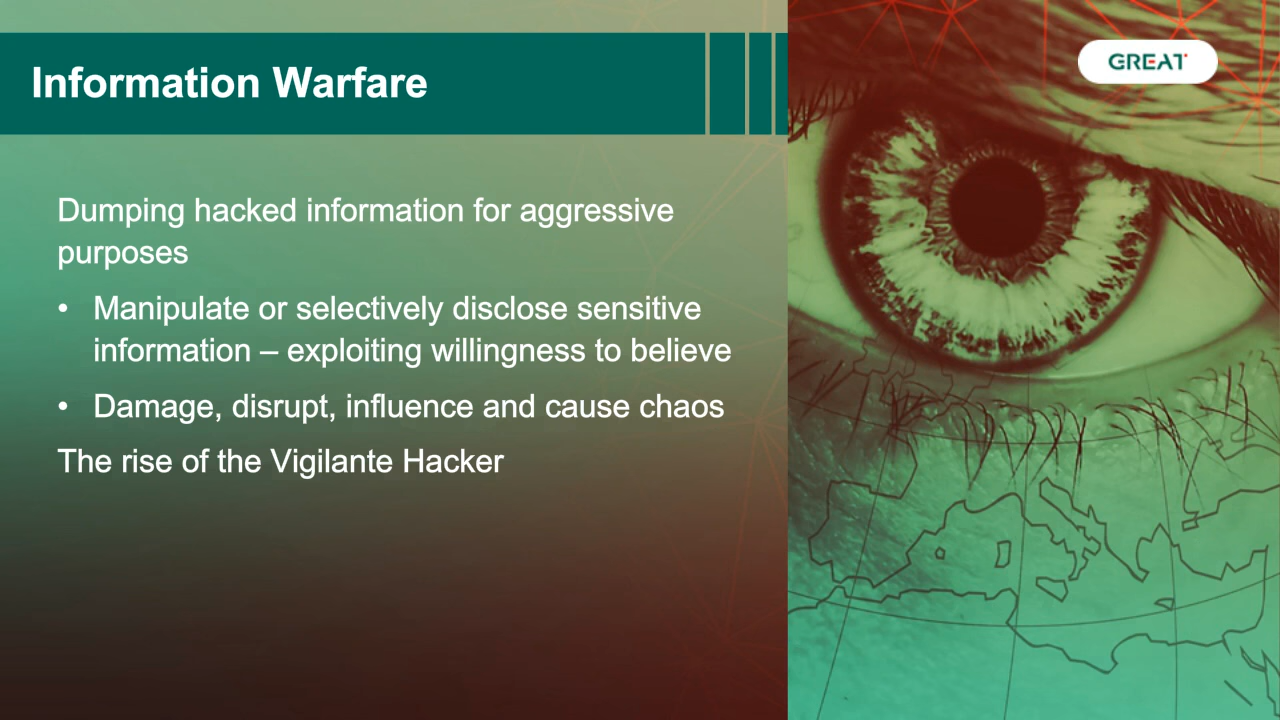 Information Warfare
GREAT
Dumping hacked information for aggressive
purposes
• Manipulate or selectively disclose sensitive
information – exploiting willingness to believe
• Damage, disrupt, influence and cause chaos
The rise of the Vigilante Hacker